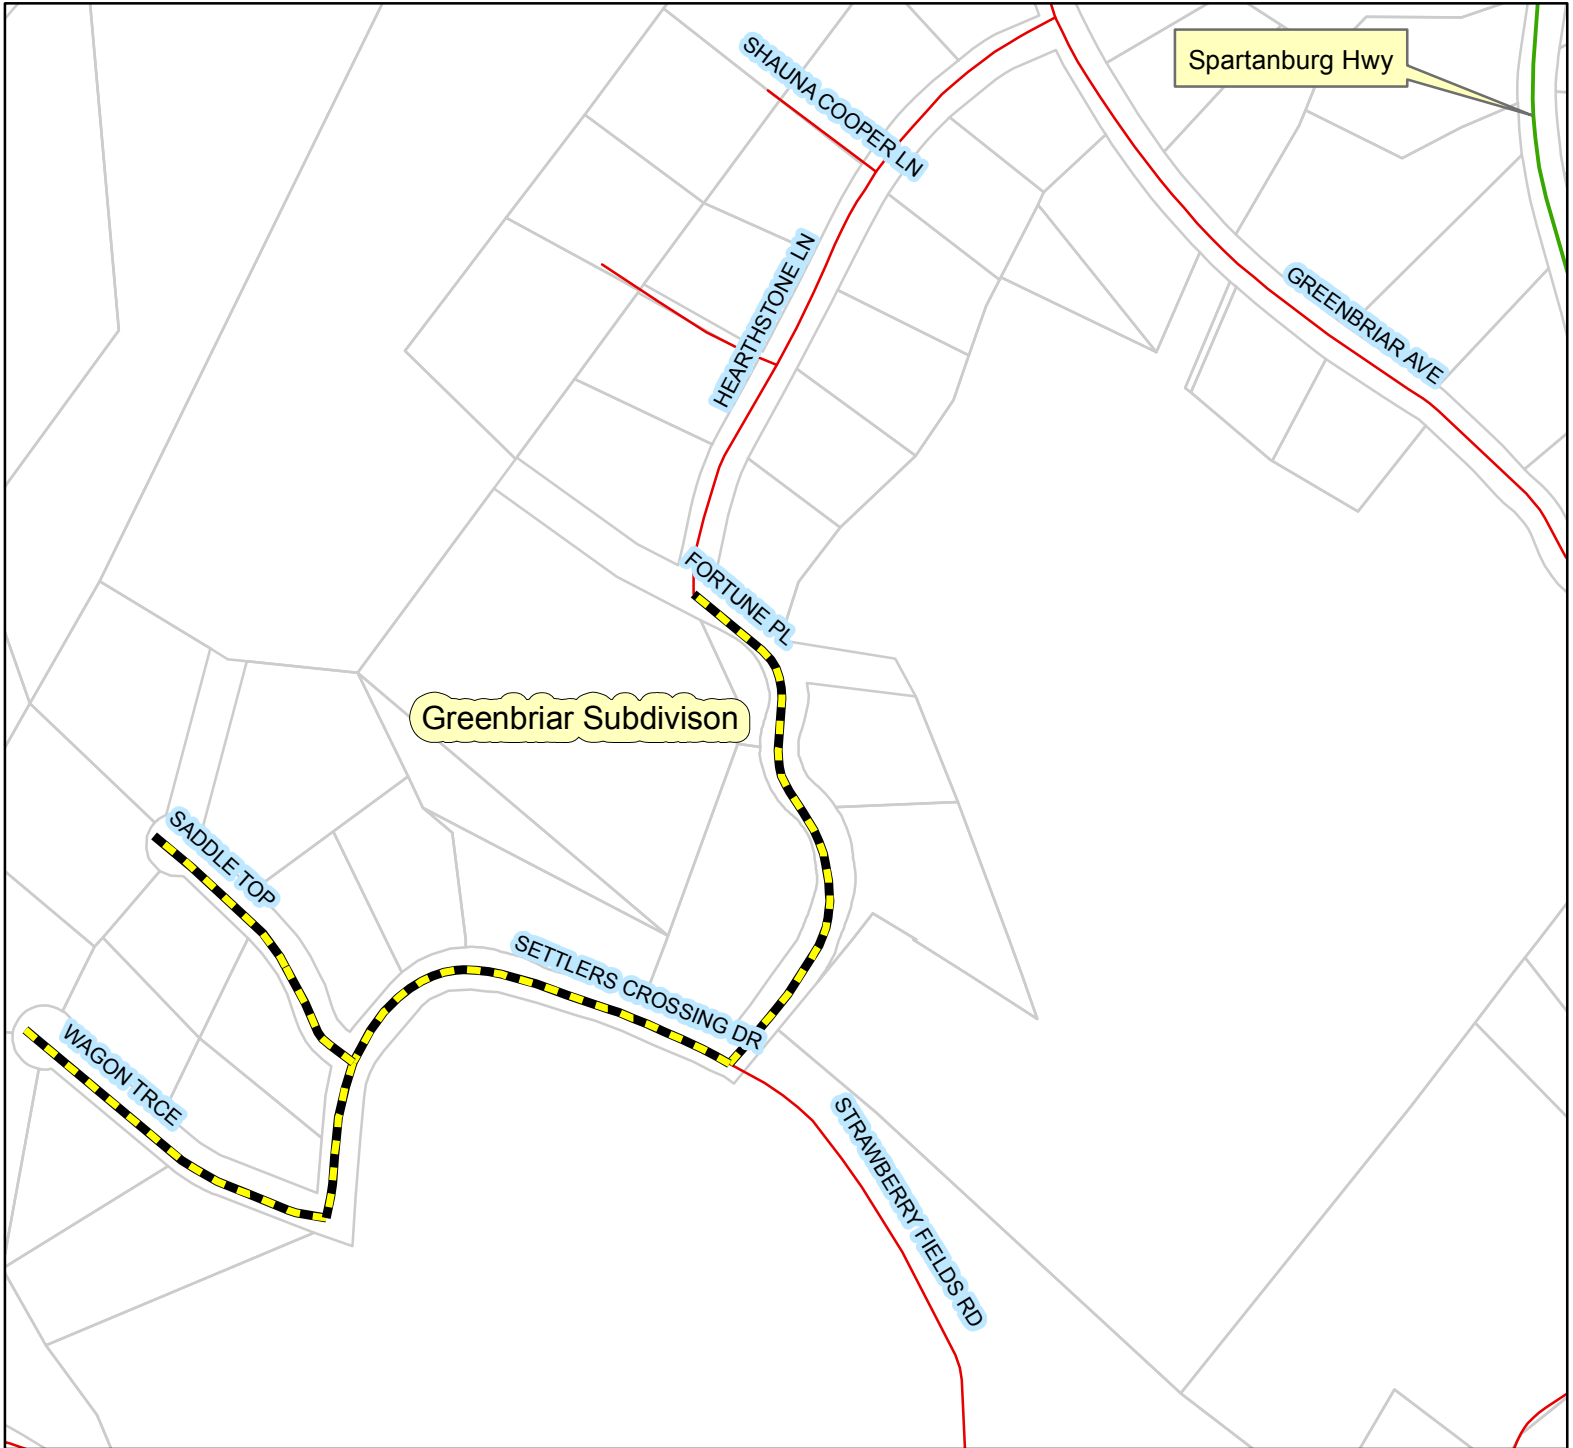 SHAUNA COOPER LN
Spartanburg Hwy
HEARTHSTONE LN
GREENBRIAR AVE
FORTUNE PL
Greenbriar Subdivison
SADDLE TOP
SETTLERS CROSSING DR
WAGON TRCE
STRAWBERRY FIELDS RD